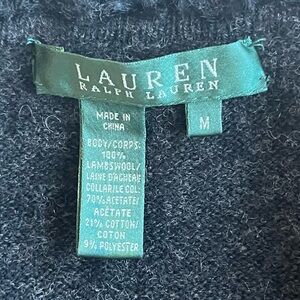 LAUREN
RALPH LAUREN
MADE IN
CHINA
M
BODY/CORPS:
100%
LAMBSWOOL/
LAINE D'AGNEAU
COLLAR/COL:
70% ACETATE/
ACÉTATE
21% COTTON/
COTON
9% POLYESTER